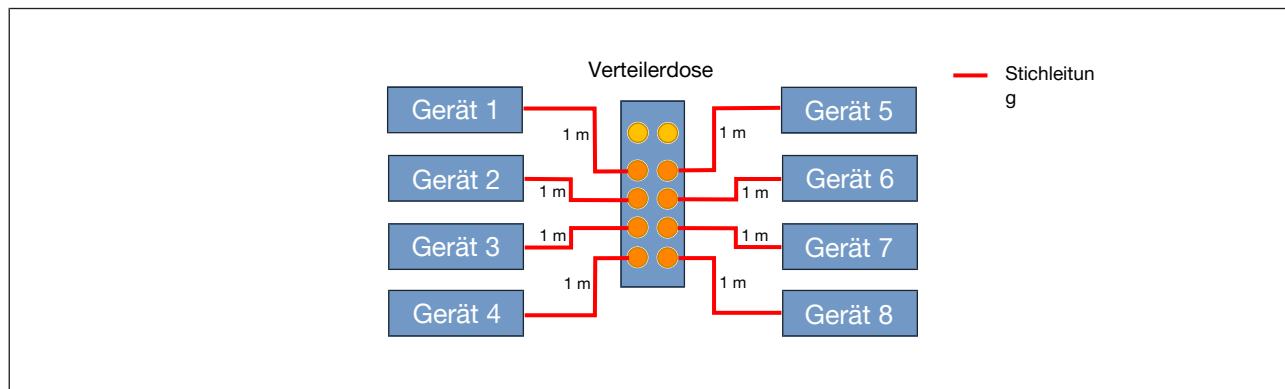 Verteilerdose
Stichleitun
g
Gerät 1
1 m
Gerät 2
1 m
Gerät 3
1 m
Gerät 4
1 m
Gerät 5
1 m
Gerät 6
1 m
Gerät 7
1 m
Gerät 8
1 m